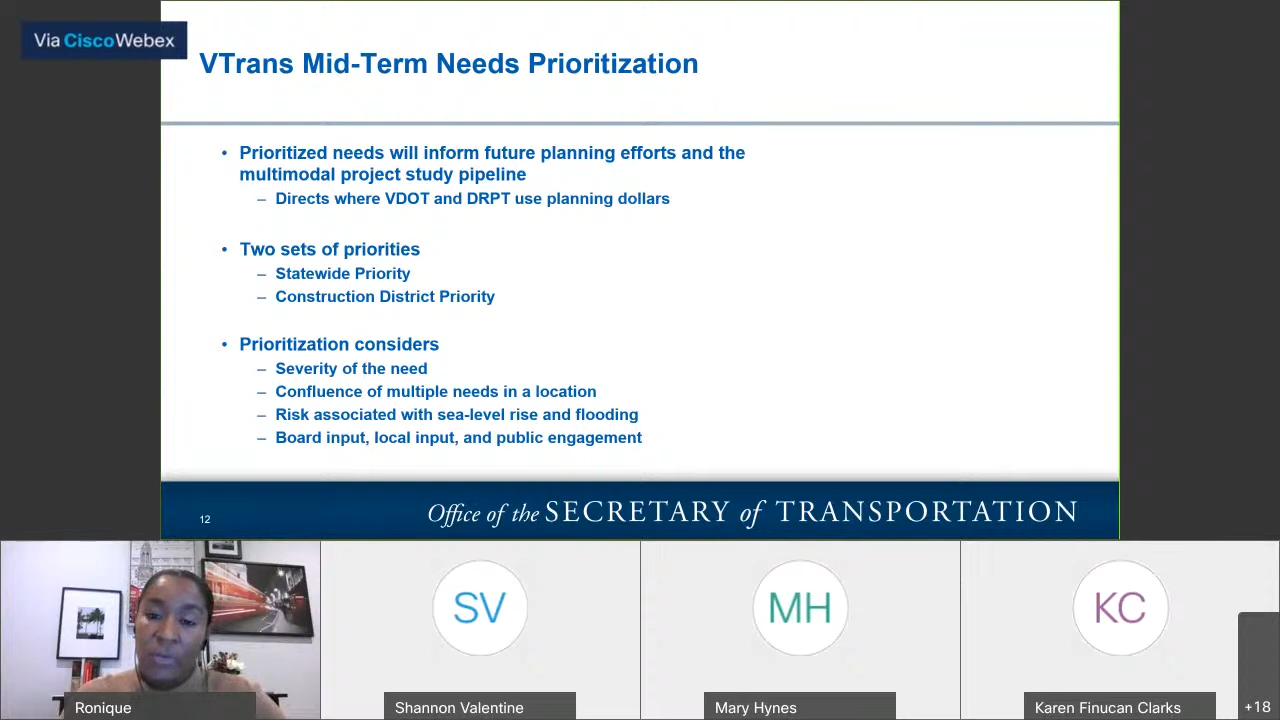 Via CiscoWebex
VTrans Mid-Term Needs Prioritization
• Prioritized needs will inform future planning efforts and the
multimodal project study pipeline
– Directs where VDOT and DRPT use planning dollars
• Two sets of priorities
– Statewide Priority
– Construction District Priority
• Prioritization considers
– Severity of the need
– Confluence of multiple needs in a location
– Risk associated with sea-level rise and flooding
– Board input, local input, and public engagement
12
Office of the SECRETARY of TRANSPORTATION
SV
MH
KC
Ronique
Shannon Valentine
Mary Hynes
Karen Finucan Clarks
+18